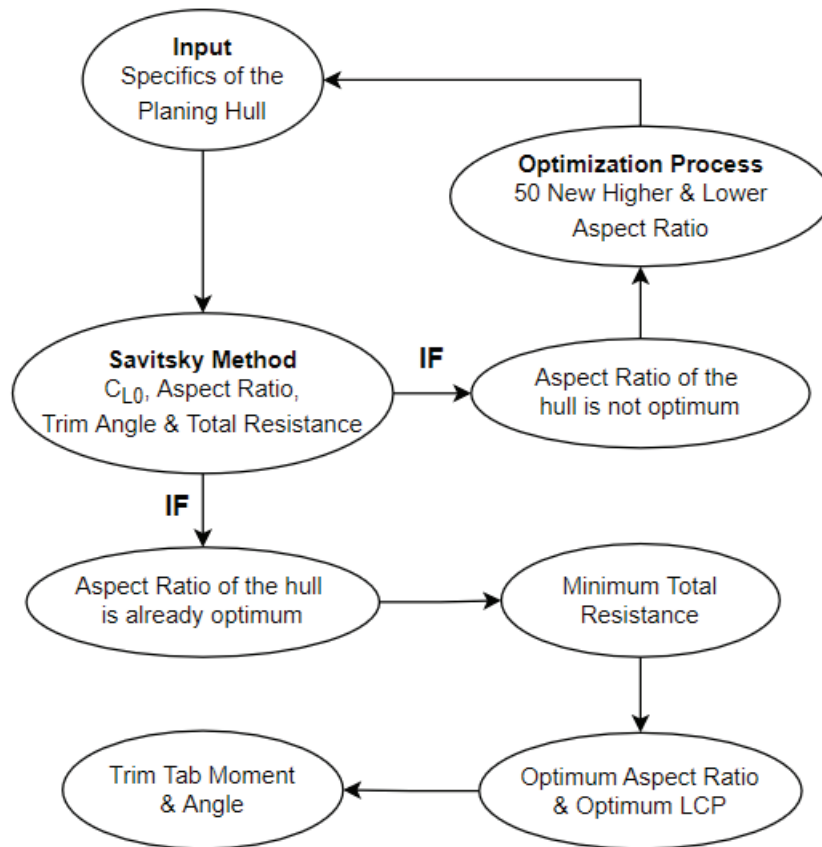 Input
Specifics of the
Planing Hull
Optimization Process
50 New Higher & Lower
Aspect Ratio
Savitsky Method
CL0, Aspect Ratio,
Trim Angle & Total Resistance
IF
Aspect Ratio of the
hull is not optimum
IF
Aspect Ratio of the hull
is already optimum
Minimum Total
Resistance
Trim Tab Moment
& Angle
Optimum Aspect Ratio
& Optimum LCP